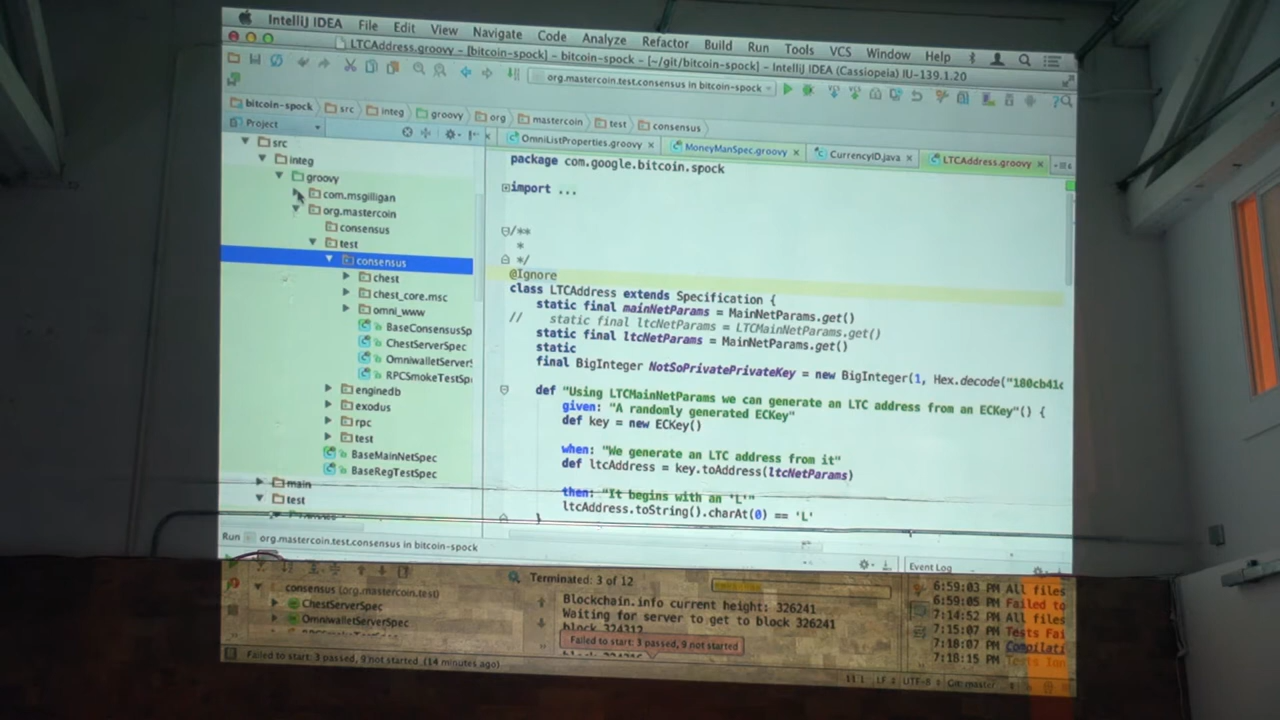 IntelliJ IDEA File Edit View Navigate Code Analyze Refactor Build Run Tools VCS Window Help
LTCAddress.groovy - [bitcoin-spock] - bitcoin-spock - [~/git/bitcoin-spock] - IntelliJ IDEA (Cassiopeia) IU-139.1.20
org.mastercoin.test.consensus in bitcoin-spock
bitcoin-spock src integ groovy org mastercoin test consensus
Project
OmniListProperties.groovy MoneyManSpec.groovy CurrencyID.java LTCAddress.groovy
src
integ
groovy
com.msgilligan
org.mastercoin
consensus
test
consensus
chest
chest_core.msc
omni_www
BaseConsensusSp
ChestServerSpec
OmniwalletServerS
RPCSmokeTestSp
enginedb
exodus
rpc
test
BaseMainNetSpec
BaseRegTestSpec
main
test
package com.google.bitcoin.spock
import ...
/**
*
*/
@Ignore
class LTCAddress extends Specification {
static final mainNetParams = MainNetParams.get()
// static final ltcNetParams = LTCMainNetParams.get()
static final ltcNetParams = MainNetParams.get()
static
final BigInteger NotSoPrivatePrivateKey = new BigInteger(1, Hex.decode("180cb41c
def "Using LTCMainNetParams we can generate an LTC address from an ECKey"() {
given: "A randomly generated ECKey"
def key = new ECKey()
when: "We generate an LTC address from it"
def ltcAddress = key.toAddress(ltcNetParams)
then: "It begins with an 'L'"
ltcAddress.toString().charAt(0) == 'L'
}
Run org.mastercoin.test.consensus in bitcoin-spock
Event Log
consensus (org.mastercoin.test)
ChestServerSpec
OmniwalletServerSpec
Terminated: 3 of 12
Blockchain.info current height: 326241
Waiting for server to get to block 326241
block 324312
Failed to start: 3 passed, 9 not started
6:59:03 PM All files
6:59:05 PM Failed to
7:14:52 PM All files
7:15:07 PM Tests Fai
7:18:07 PM Compilati
7:18:15 PM Tests
Failed to start: 3 passed, 9 not started (14 minutes ago)
1:1 LF UTF-8 Git: master